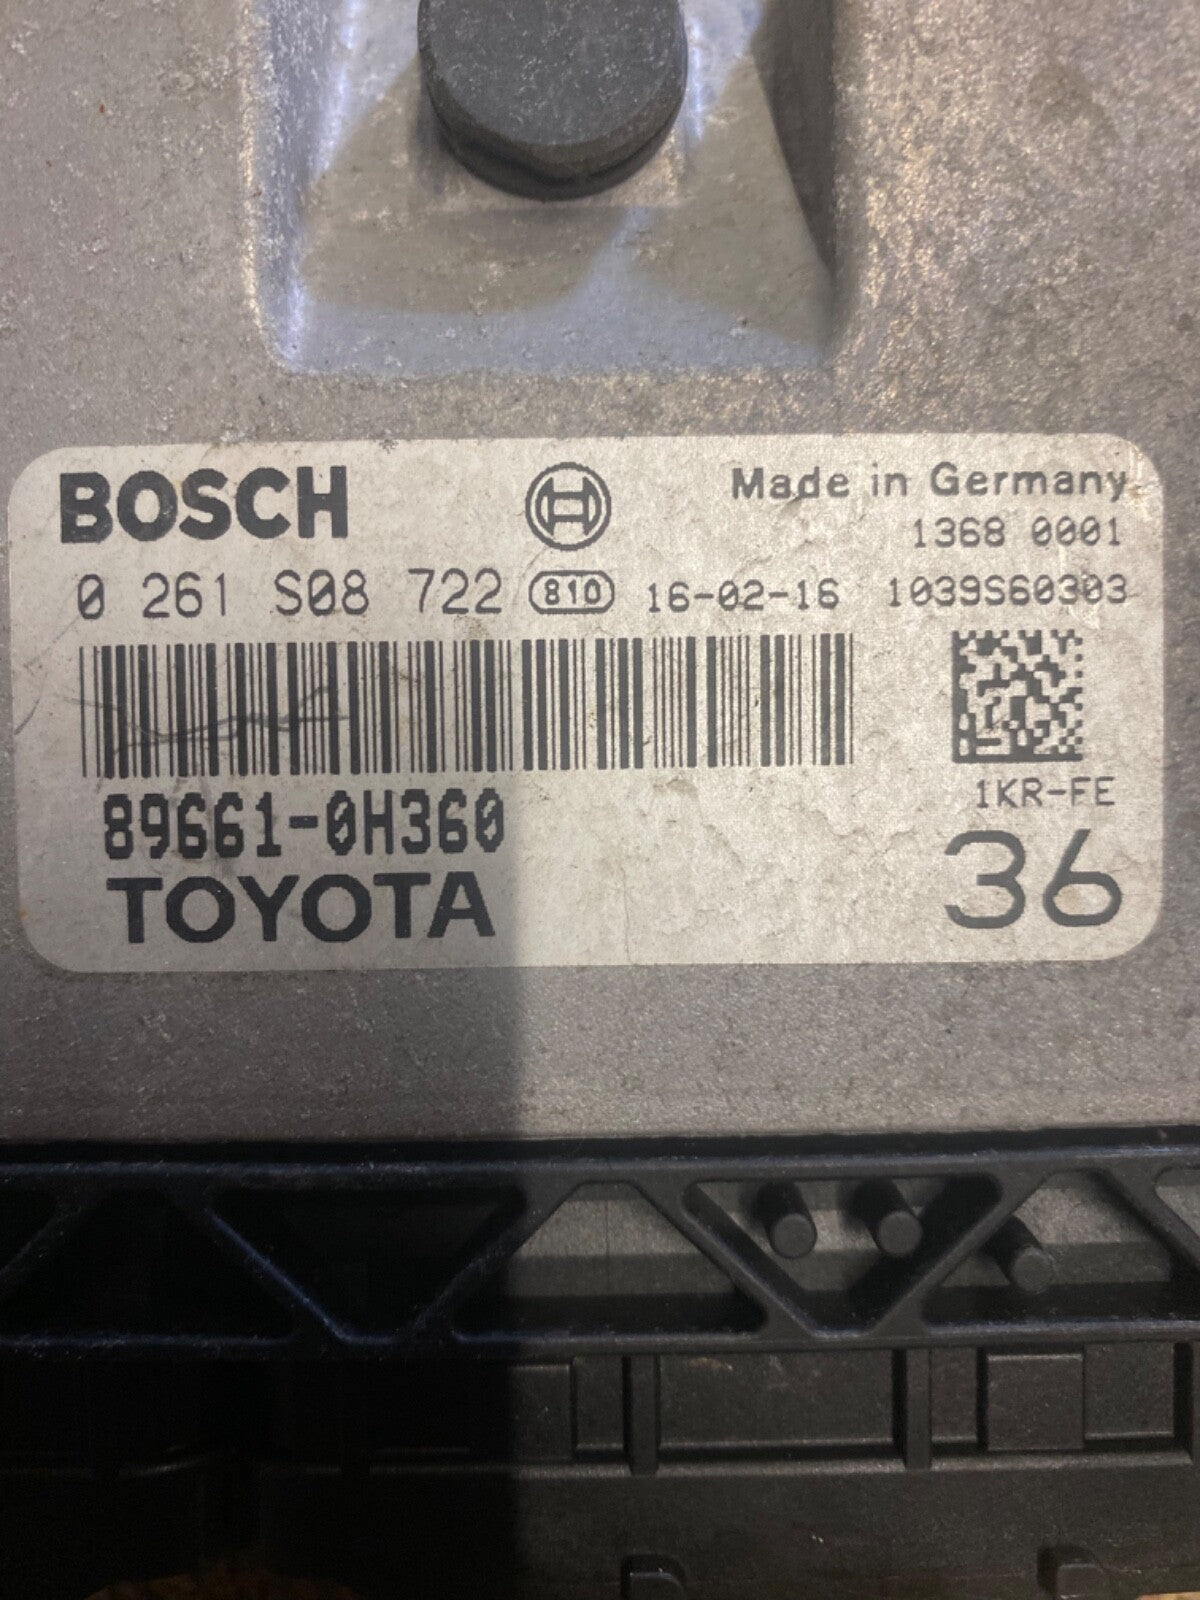 BOSCH
Made in Germany
1368 0001
0 261 S08 722 810 16-02-16 1039S60303
1KR-FE
89661-0H360
36
TOYOTA